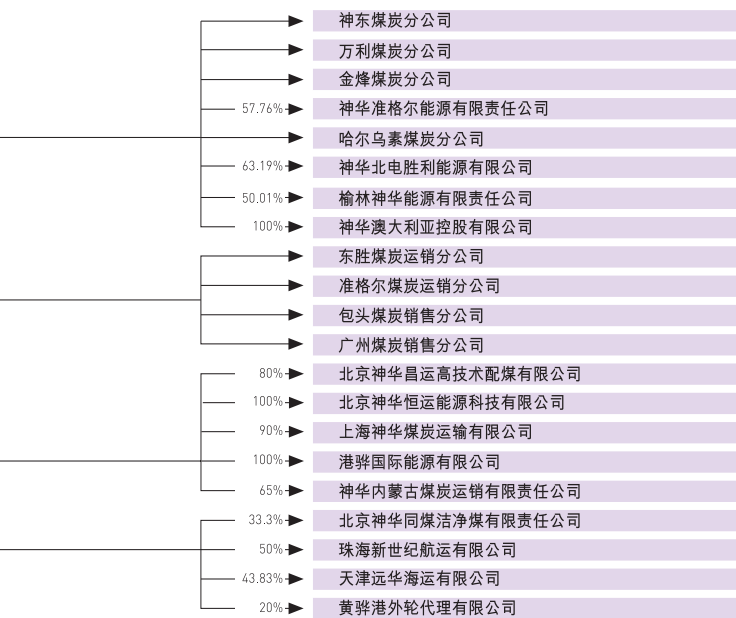 神东煤炭分公司
万利煤炭分公司
金烽煤炭分公司
57.76% 神华准格尔能源有限责任公司
哈尔乌素煤炭分公司
63.19% 神华北电胜利能源有限公司
50.01% 榆林神华能源有限责任公司
100% 神华澳大利亚控股有限公司
东胜煤炭运销分公司
准格尔煤炭运销分公司
包头煤炭销售分公司
广州煤炭销售分公司
80% 北京神华昌运高技术配煤有限公司
100% 北京神华恒运能源科技有限公司
90% 上海神华煤炭运输有限公司
100% 港骅国际能源有限公司
65% 神华内蒙古煤炭运销有限责任公司
33.3% 北京神华同煤洁净煤有限责任公司
50% 珠海新世纪航运有限公司
43.83% 天津远华海运有限公司
20% 黄骅港外轮代理有限公司